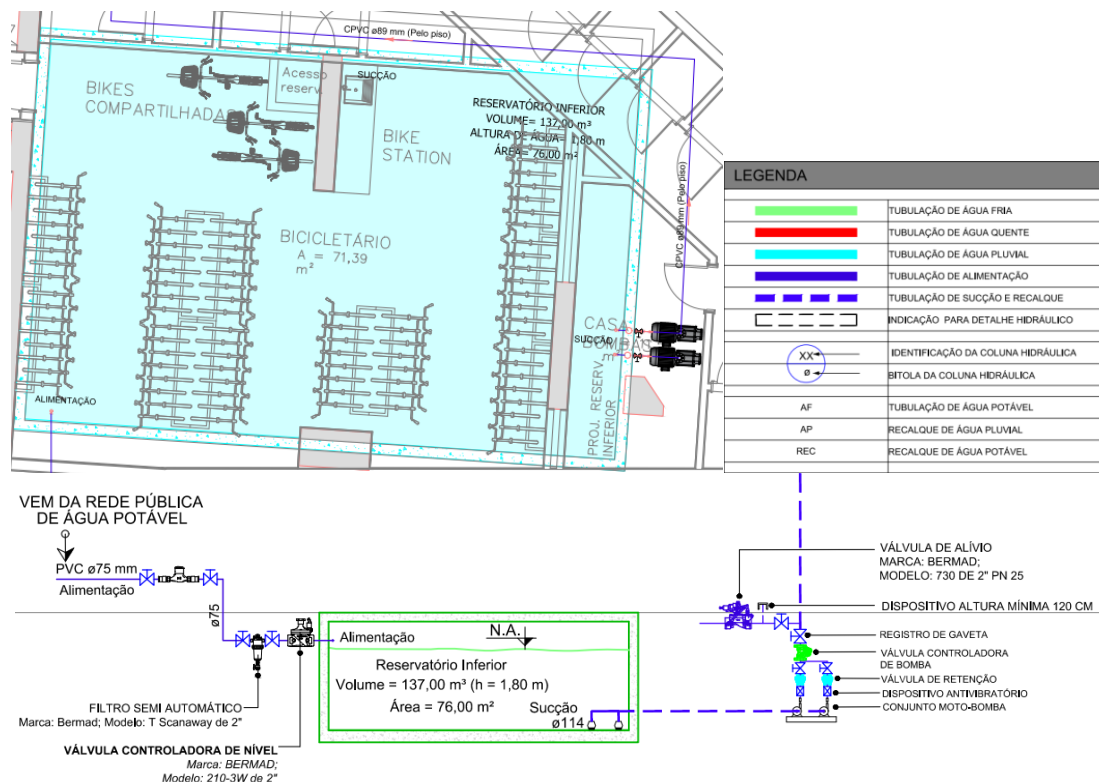 CPVC ø89 mm (Pelo piso)
BIKES
COMPARTILHADAS
Acesso
reserv.
SUCÇÃO
BIKE
STATION
RESERVATÓRIO INFERIOR
VOLUME= 137,00 m³
ALTURA DE ÁGUA= 1,80 m
ÁREA= 76,00 m²
CPVC ø89 mm (Pelo piso)
BICICLETÁRIO
A = 71,39
m²
CASA
BOMBAS
SUCÇÃO
PROJ. RESERV.
INFERIOR
ALIMENTAÇÃO
LEGENDA
TUBULAÇÃO DE ÁGUA FRIA
TUBULAÇÃO DE ÁGUA QUENTE
TUBULAÇÃO DE ÁGUA PLUVIAL
TUBULAÇÃO DE ALIMENTAÇÃO
TUBULAÇÃO DE SUCÇÃO E RECALQUE
INDICAÇÃO PARA DETALHE HIDRÁULICO
XX IDENTIFICAÇÃO DA COLUNA HIDRÁULICA
ø BITOLA DA COLUNA HIDRÁULICA
AF TUBULAÇÃO DE ÁGUA POTÁVEL
AP RECALQUE DE ÁGUA PLUVIAL
REC RECALQUE DE ÁGUA POTÁVEL
VEM DA REDE PÚBLICA
DE ÁGUA POTÁVEL
PVC ø75 mm
Alimentação
ø75
Alimentação
N.A.
Reservatório Inferior
Volume = 137,00 m³ (h = 1,80 m)
Área = 76,00 m²
Sucção
ø114
FILTRO SEMI AUTOMÁTICO
Marca: Bermad; Modelo: T Scanaway de 2"
VÁLVULA CONTROLADORA DE NÍVEL
Marca: BERMAD;
Modelo: 210-3W de 2"
VÁLVULA DE ALÍVIO
MARCA: BERMAD;
MODELO: 730 DE 2" PN 25
DISPOSITIVO ALTURA MÍNIMA 120 CM
REGISTRO DE GAVETA
VÁLVULA CONTROLADORA
DE BOMBA
VÁLVULA DE RETENÇÃO
DISPOSITIVO ANTIVIBRATÓRIO
CONJUNTO MOTO-BOMBA